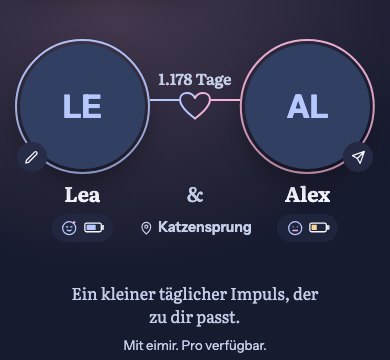 1.178 Tage
LE
AL
Lea & Alex
Katzensprung
Ein kleiner täglicher Impuls, der
zu dir passt.
Mit eimir. Pro verfügbar.